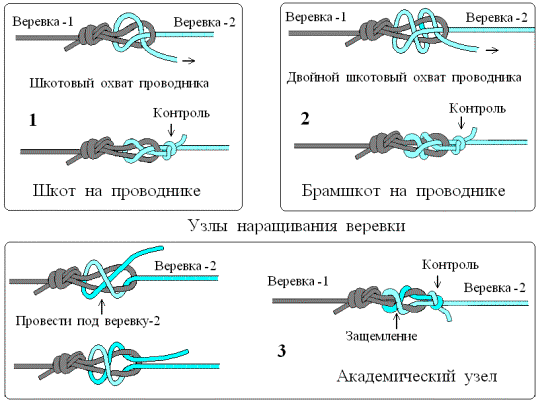 Веревка -1 Веревка -2
Шкотовый охват проводника
1
Контроль
Шкот на проводнике
Веревка -1 Веревка -2
Двойной шкотовый охват проводника
2
Контроль
Брамшкот на проводнике
Узлы наращивания веревки
Веревка -2
Провести под веревку-2
Веревка -1
Контроль
Веревка -2
Защемление
3
Академический узел